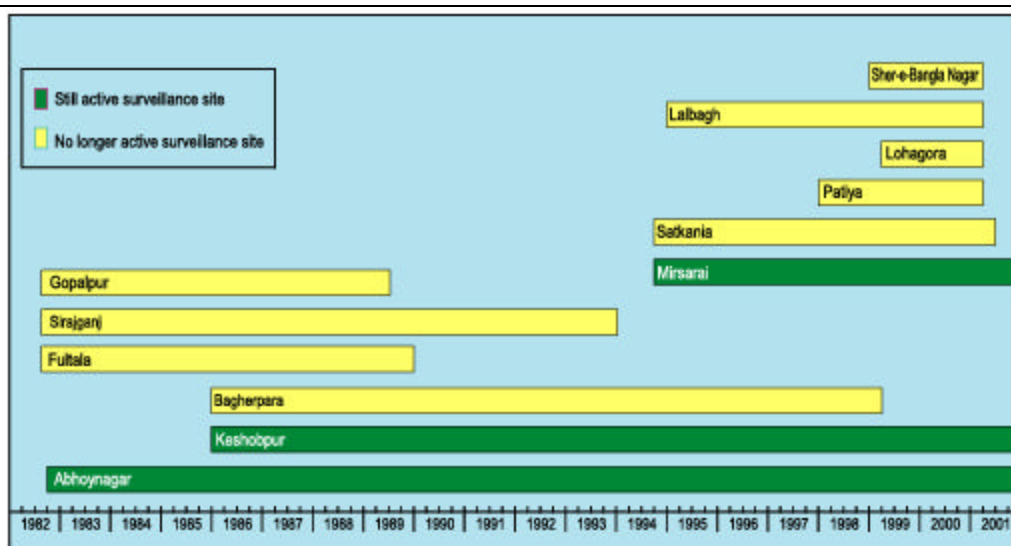 Still active surveillance site
No longer active surveillance site
Sher-e-Bangla Nagar
Lalbagh
Lohagora
Patiya
Satkania
Mirsarai
Gopalpur
Sirajganj
Fultala
Bagherpara
Keshobpur
Abhoynagar
1982 1983 1984 1985 1986 1987 1988 1989 1990 1991 1992 1993 1994 1995 1996 1997 1998 1999 2000 2001